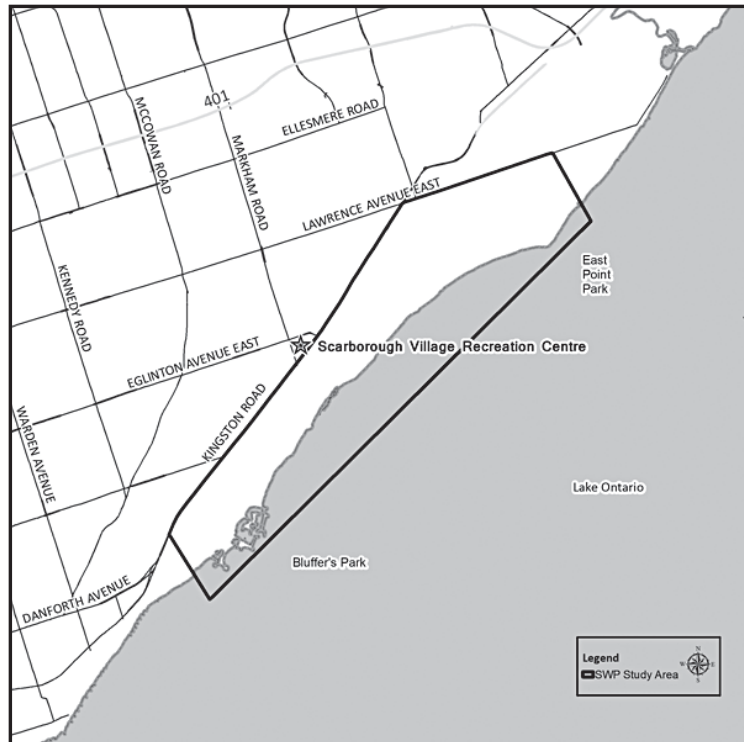 401
ELLESMERE ROAD
MCCOWAN ROAD
MARKHAM ROAD
LAWRENCE AVENUE EAST
KENNEDY ROAD
East
Point
Park
EGLINTON AVENUE EAST
Scarborough Village Recreation Centre
KINGSTON ROAD
WARDEN AVENUE
Lake Ontario
Bluffer's Park
DANFORTH AVENUE
Legend
SWP Study Area
N
W
E
S